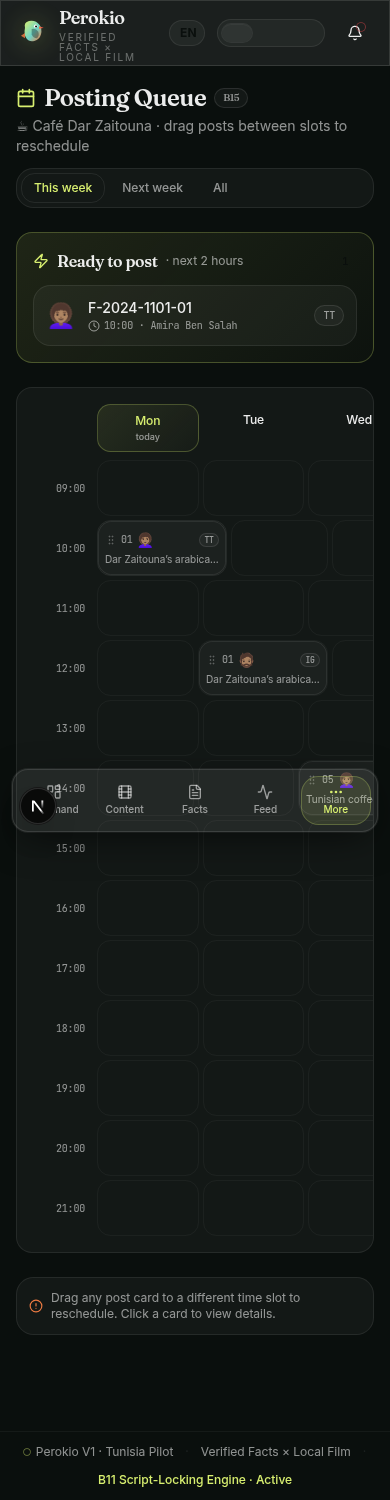 Perokio
VERIFIED
FACTS ×
LOCAL FILM
EN
Posting Queue B15
Café Dar Zaitouna · drag posts between slots to
reschedule
This week Next week All
Ready to post · next 2 hours
F-2024-1101-01
10:00 · Amira Ben Salah TT
Mon Tue Wed
today
09:00
10:00 01 TT
Dar Zaitouna's arabica...
11:00
12:00 01 IG
Dar Zaitouna's arabica...
13:00
14:00 05
Tunisian coffe
N Content Facts Feed More
15:00
16:00
17:00
18:00
19:00
20:00
21:00
Drag any post card to a different time slot to
reschedule. Click a card to view details.
Perokio V1 · Tunisia Pilot · Verified Facts × Local Film ·
B11 Script-Locking Engine · Active